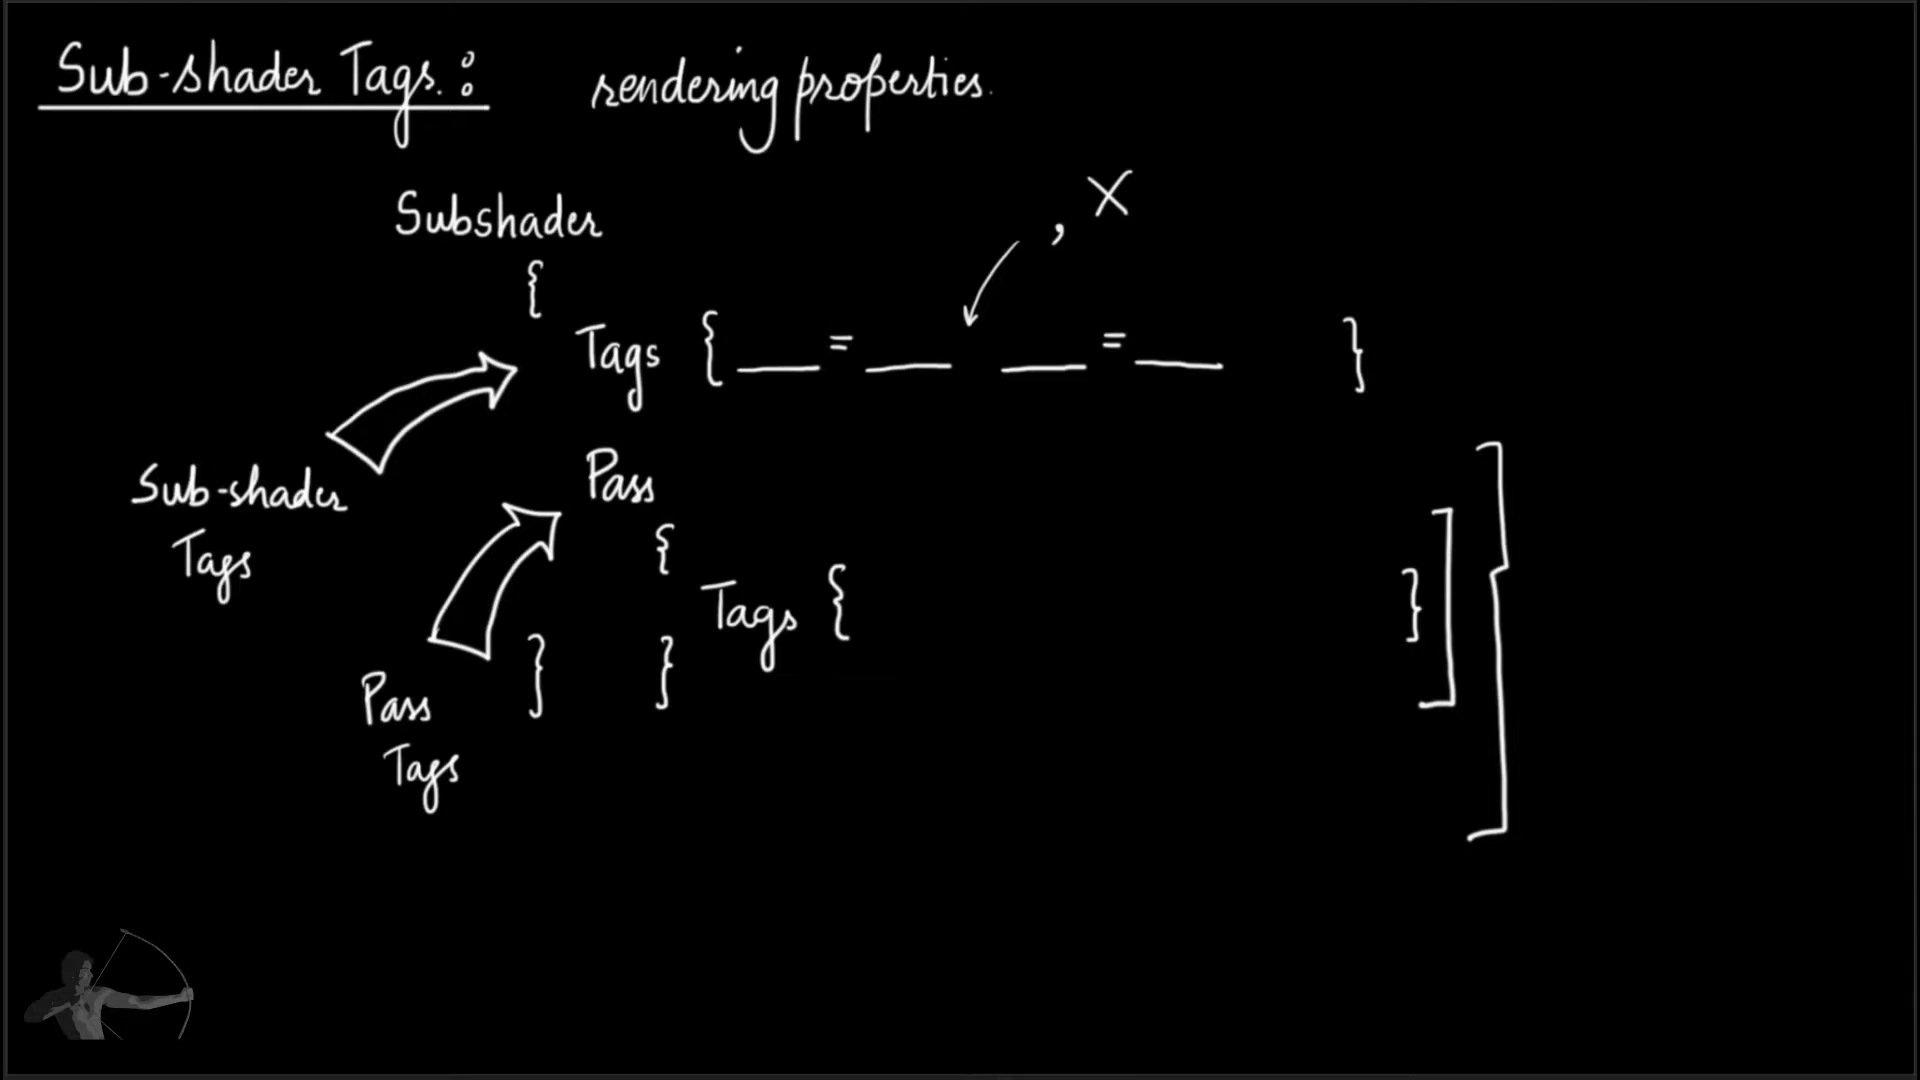 Sub-shader Tags : rendering properties.
Subshader
, X
{
Tags { ___ = ___ ___ = ___ }
Sub-shader
Tags
Pass
{
Tags { }
} }
Pass
Tags